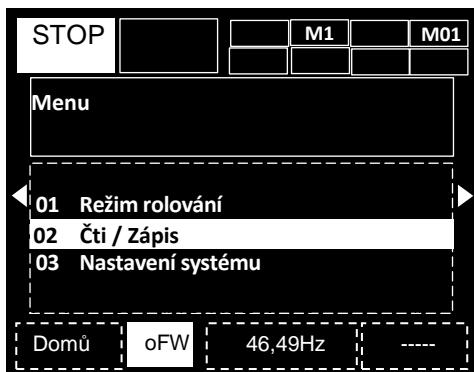 STOP M1 M01
Menu
01 Režim rolování
02 Čti / Zápis
03 Nastavení systému
Domů oFW 46,49Hz -----